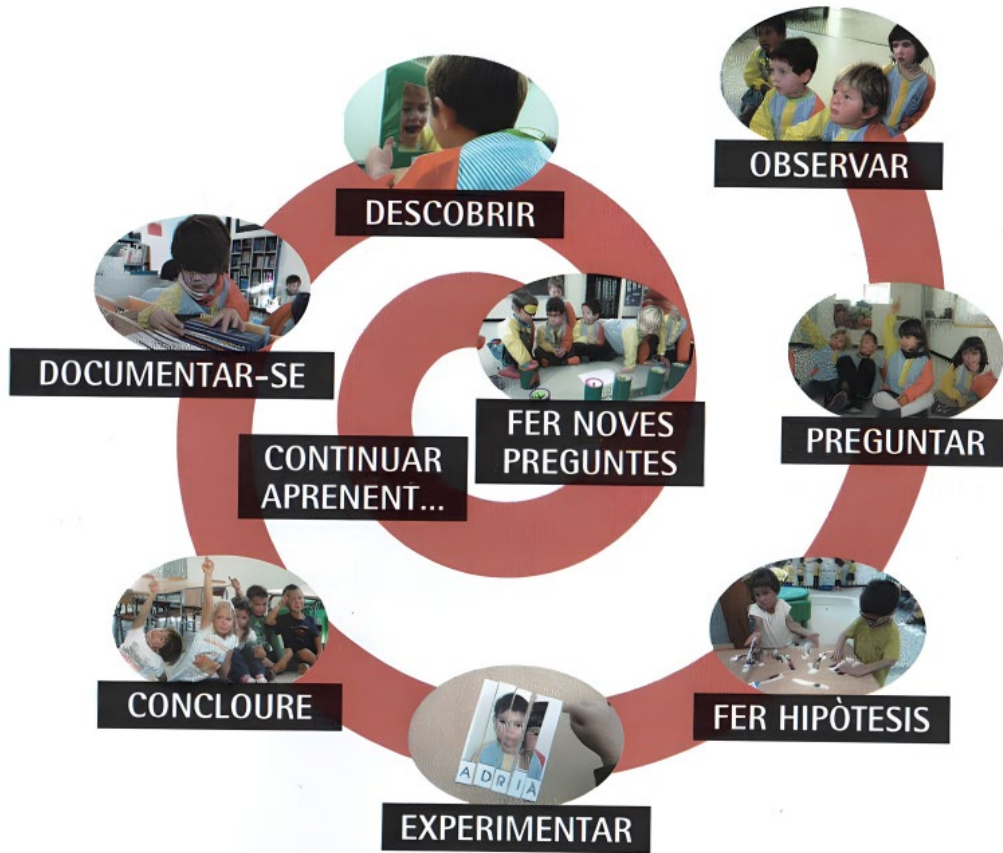 OBSERVAR
PREGUNTAR
FER HIPÒTESIS
EXPERIMENTAR
ADRIÀ
CONCLOURE
DOCUMENTAR-SE
DESCOBRIR
FER NOVES
PREGUNTES
CONTINUAR
APRENENT...